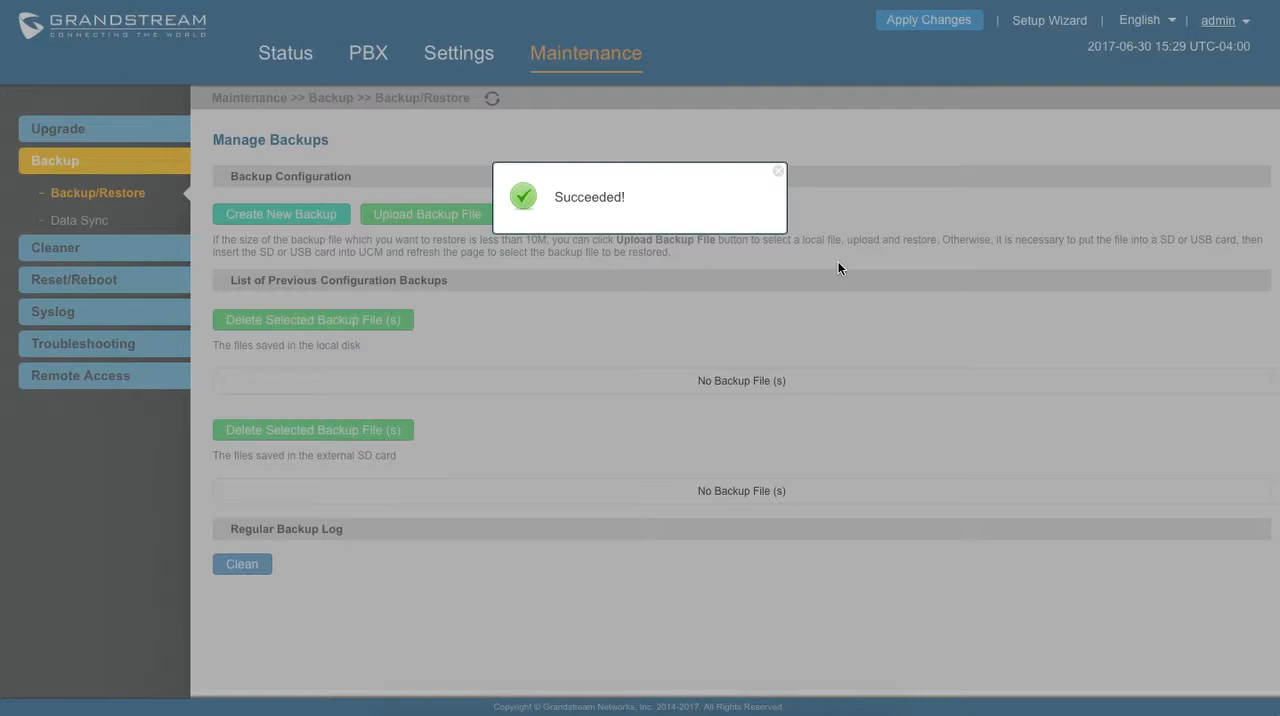 GRANDSTREAM
CONNECTING THE WORLD
Apply Changes | Setup Wizard | English | admin
Status PBX Settings Maintenance
2017-06-30 15:29 UTC-04:00
Maintenance >> Backup >> Backup/Restore
Upgrade
Backup
- Backup/Restore
- Data Sync
Cleaner
Reset/Reboot
Syslog
Troubleshooting
Remote Access
Manage Backups
Backup Configuration
Succeeded!
Create New Backup Upload Backup File
If the size of the backup file which you want to restore is less than 10M, you can click Upload Backup File button to select a local file, upload and restore. Otherwise, it is necessary to put the file into a SD or USB card, then
insert the SD or USB card into UCM and refresh the page to select the backup file to be restored.
List of Previous Configuration Backups
Delete Selected Backup File (s)
The files saved in the local disk
No Backup File (s)
Delete Selected Backup File (s)
The files saved in the external SD card
No Backup File (s)
Regular Backup Log
Clean
Copyright © Grandstream Networks, Inc. 2014-2017. All Rights Reserved.